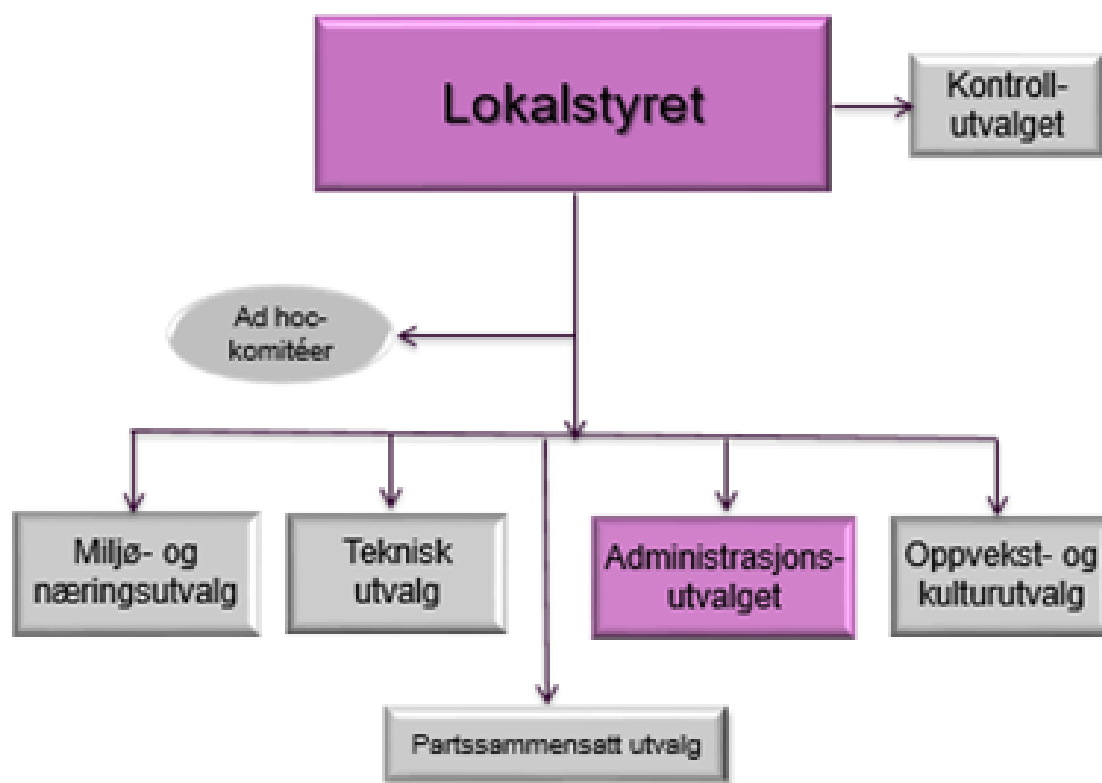 Lokalstyret
Kontroll-
utvalget
Ad hoc-
komitéer
Miljø- og
næringsutvalg
Teknisk
utvalg
Administrasjons-
utvalget
Oppvekst- og
kulturutvalg
Partssammensatt utvalg